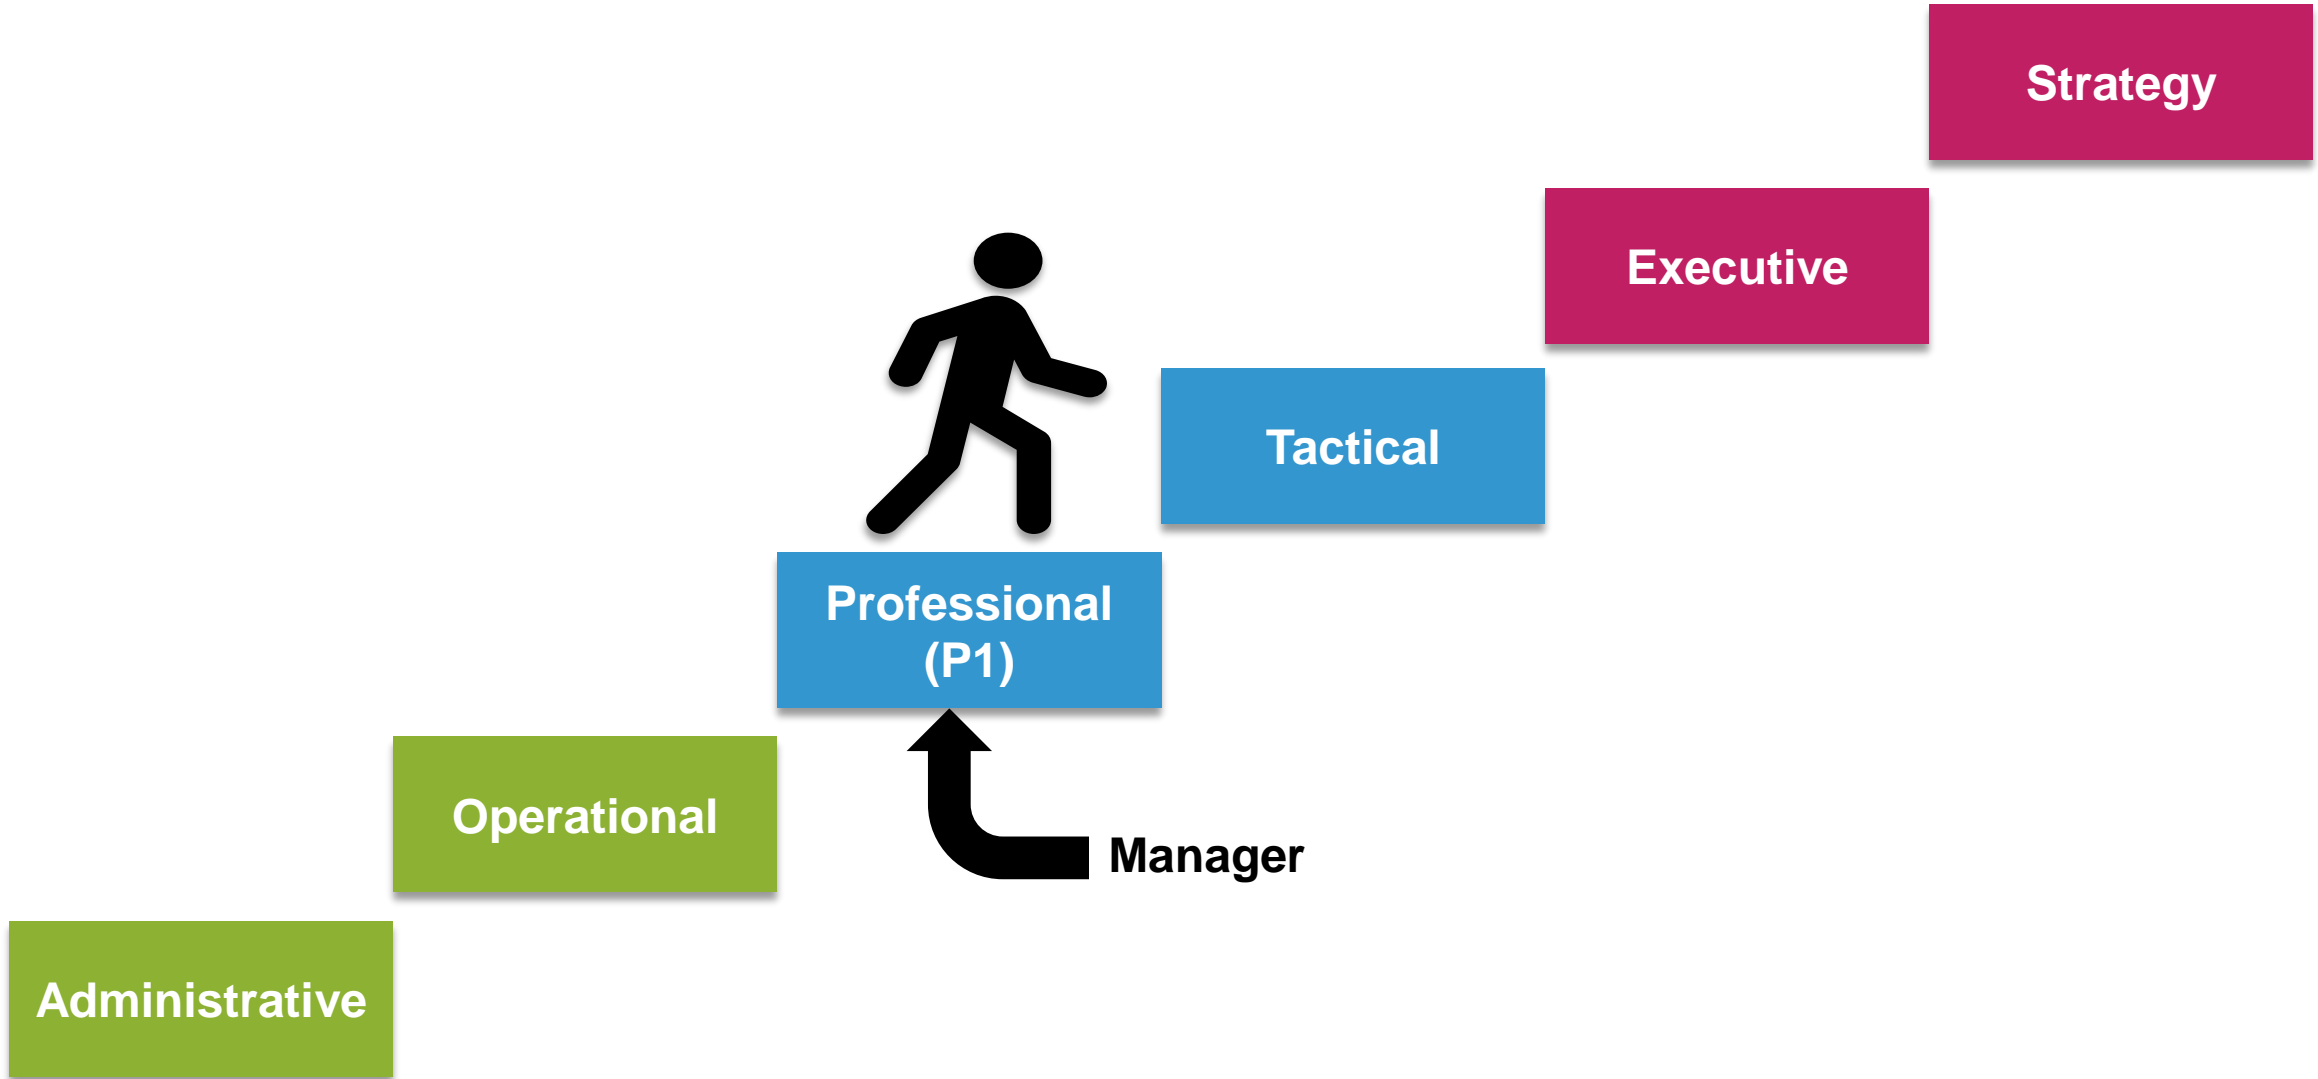 Strategy
Executive
Tactical
Professional
(P1)
Operational
Manager
Administrative